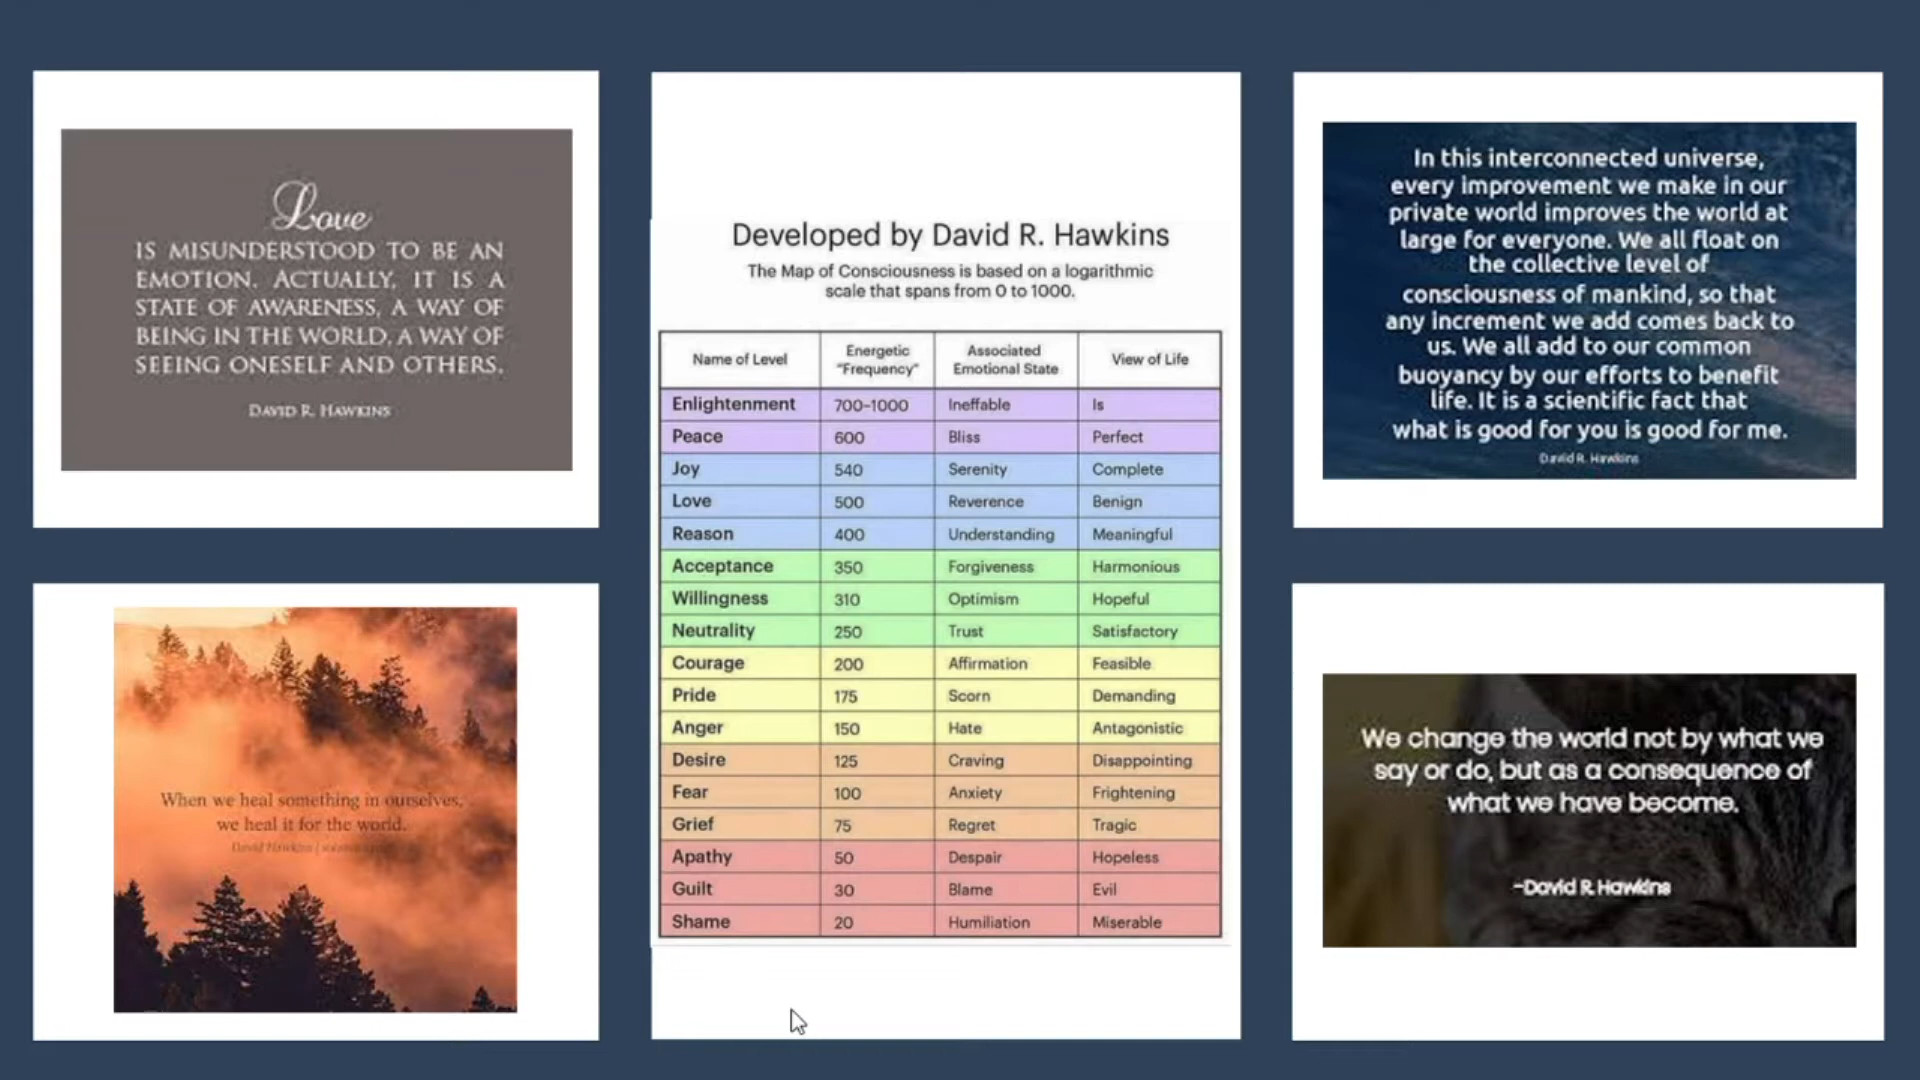 Love
IS MISUNDERSTOOD TO BE AN
EMOTION. ACTUALLY, IT IS A
STATE OF AWARENESS, A WAY OF
BEING IN THE WORLD, A WAY OF
SEEING ONESELF AND OTHERS.
DAVID R. HAWKINS
When we heal something in ourselves,
we heal it for the world.
David Hawkins |
Developed by David R. Hawkins
The Map of Consciousness is based on a logarithmic
scale that spans from 0 to 1000.
Name of Level Energetic "Frequency" Associated Emotional State View of Life
Enlightenment 700-1000 Ineffable Is
Peace 600 Bliss Perfect
Joy 540 Serenity Complete
Love 500 Reverence Benign
Reason 400 Understanding Meaningful
Acceptance 350 Forgiveness Harmonious
Willingness 310 Optimism Hopeful
Neutrality 250 Trust Satisfactory
Courage 200 Affirmation Feasible
Pride 175 Scorn Demanding
Anger 150 Hate Antagonistic
Desire 125 Craving Disappointing
Fear 100 Anxiety Frightening
Grief 75 Regret Tragic
Apathy 50 Despair Hopeless
Guilt 30 Blame Evil
Shame 20 Humiliation Miserable
In this interconnected universe,
every improvement we make in our
private world improves the world at
large for everyone. We all float on
the collective level of
consciousness of mankind, so that
any increment we add comes back to
us. We all add to our common
buoyancy by our efforts to benefit
life. It is a scientific fact that
what is good for you is good for me.
David R. Hawkins
We change the world not by what we
say or do, but as a consequence of
what we have become.
-David R. Hawkins